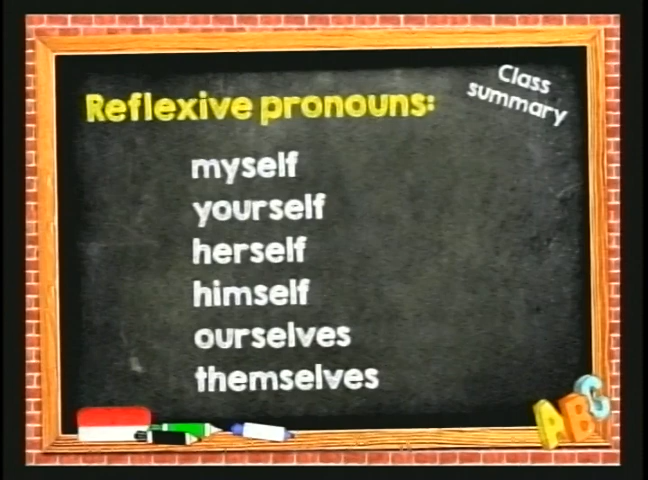 Class
summary
Reflexive pronouns:
myself
yourself
herself
himself
ourselves
themselves
ABC